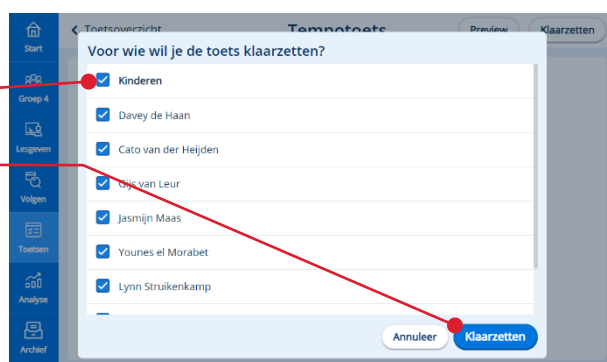 Start
Groep 4
Lesgeven
Volgen
Toetsen
Analyse
Archief
Toetsoverzicht
Tempotoets
Preview
Klaarzetten
Voor wie wil je de toets klaarzetten?
Kinderen
Davey de Haan
Cato van der Heijden
Gijs van Leur
Jasmijn Maas
Younes el Morabet
Lynn Struikenkamp
Annuleer
Klaarzetten